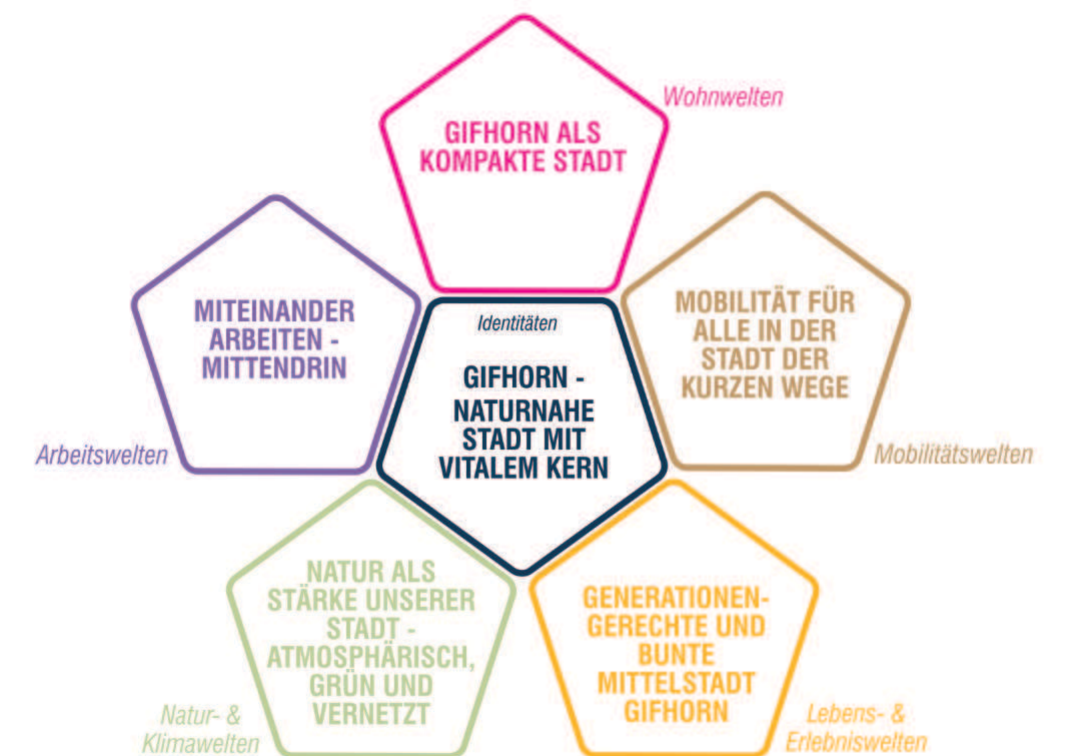 Wohnwelten
GIFHORN ALS
KOMPAKTE STADT
MITEINANDER
ARBEITEN -
MITTENDRIN
Arbeitswelten
Identitäten
GIFHORN -
NATURNAHE
STADT MIT
VITALEM KERN
MOBILITÄT FÜR
ALLE IN DER
STADT DER
KURZEN WEGE
Mobilitätswelten
NATUR ALS
STÄRKE UNSERER
STADT -
ATMOSPHÄRISCH,
GRÜN UND
VERNETZT
Natur- &
Klimawelten
GENERATIONEN-
GERECHTE UND
BUNTE
MITTELSTADT
GIFHORN
Lebens- &
Erlebniswelten